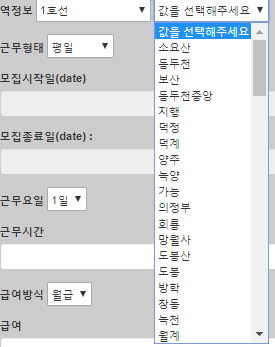 역정보 1호선 값을 선택해주세요
값을 선택해주세요
소요산
근무형태 평일
동두천
보산
모집시작일(date)
동두천중앙
지행
덕정
모집종료일(date) :
덕계
양주
녹양
근무요일 1일
가능
의정부
회룡
근무시간
망월사
도봉산
도봉
급여방식 월급
방학
창동
급여
녹천
월계